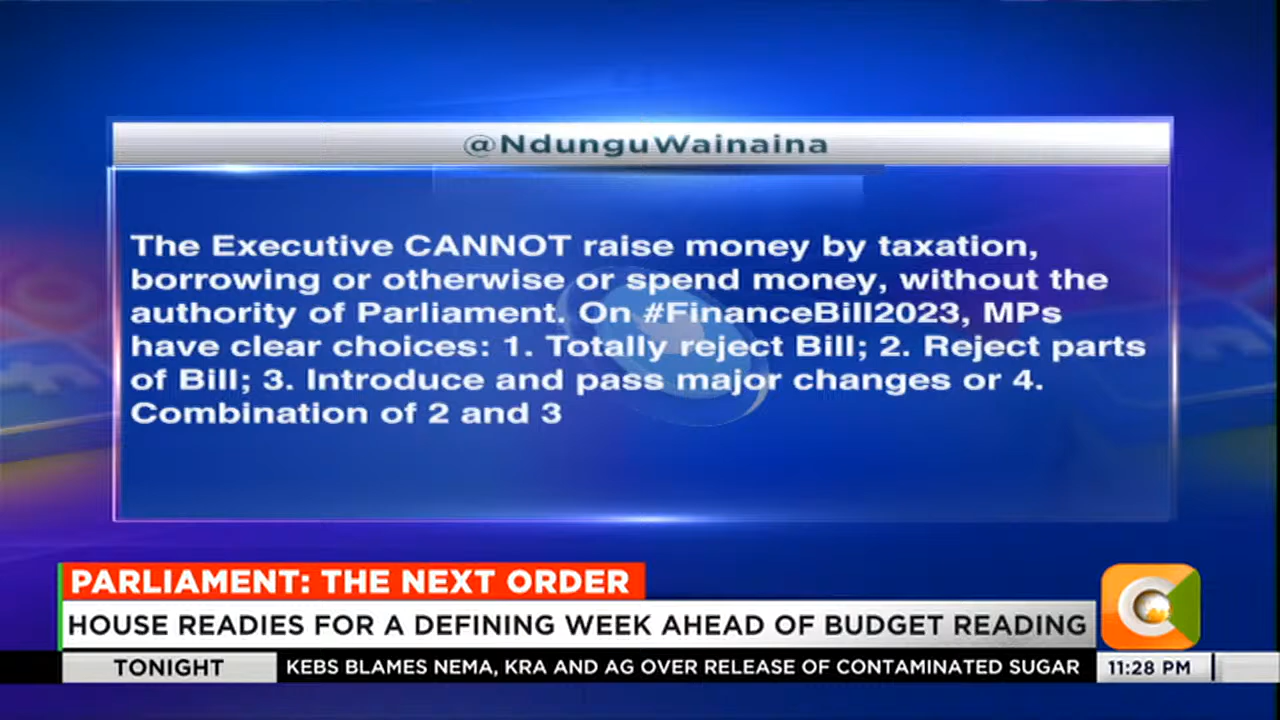 @NdunguWainaina
The Executive CANNOT raise money by taxation,
borrowing or otherwise or spend money, without the
authority of Parliament. On #FinanceBill2023, MPs
have clear choices: 1. Totally reject Bill; 2. Reject parts
of Bill; 3. Introduce and pass major changes or 4.
Combination of 2 and 3
PARLIAMENT: THE NEXT ORDER
HOUSE READIES FOR A DEFINING WEEK AHEAD OF BUDGET READING
TONIGHT KEBS BLAMES NEMA, KRA AND AG OVER RELEASE OF CONTAMINATED SUGAR 11:28 PM